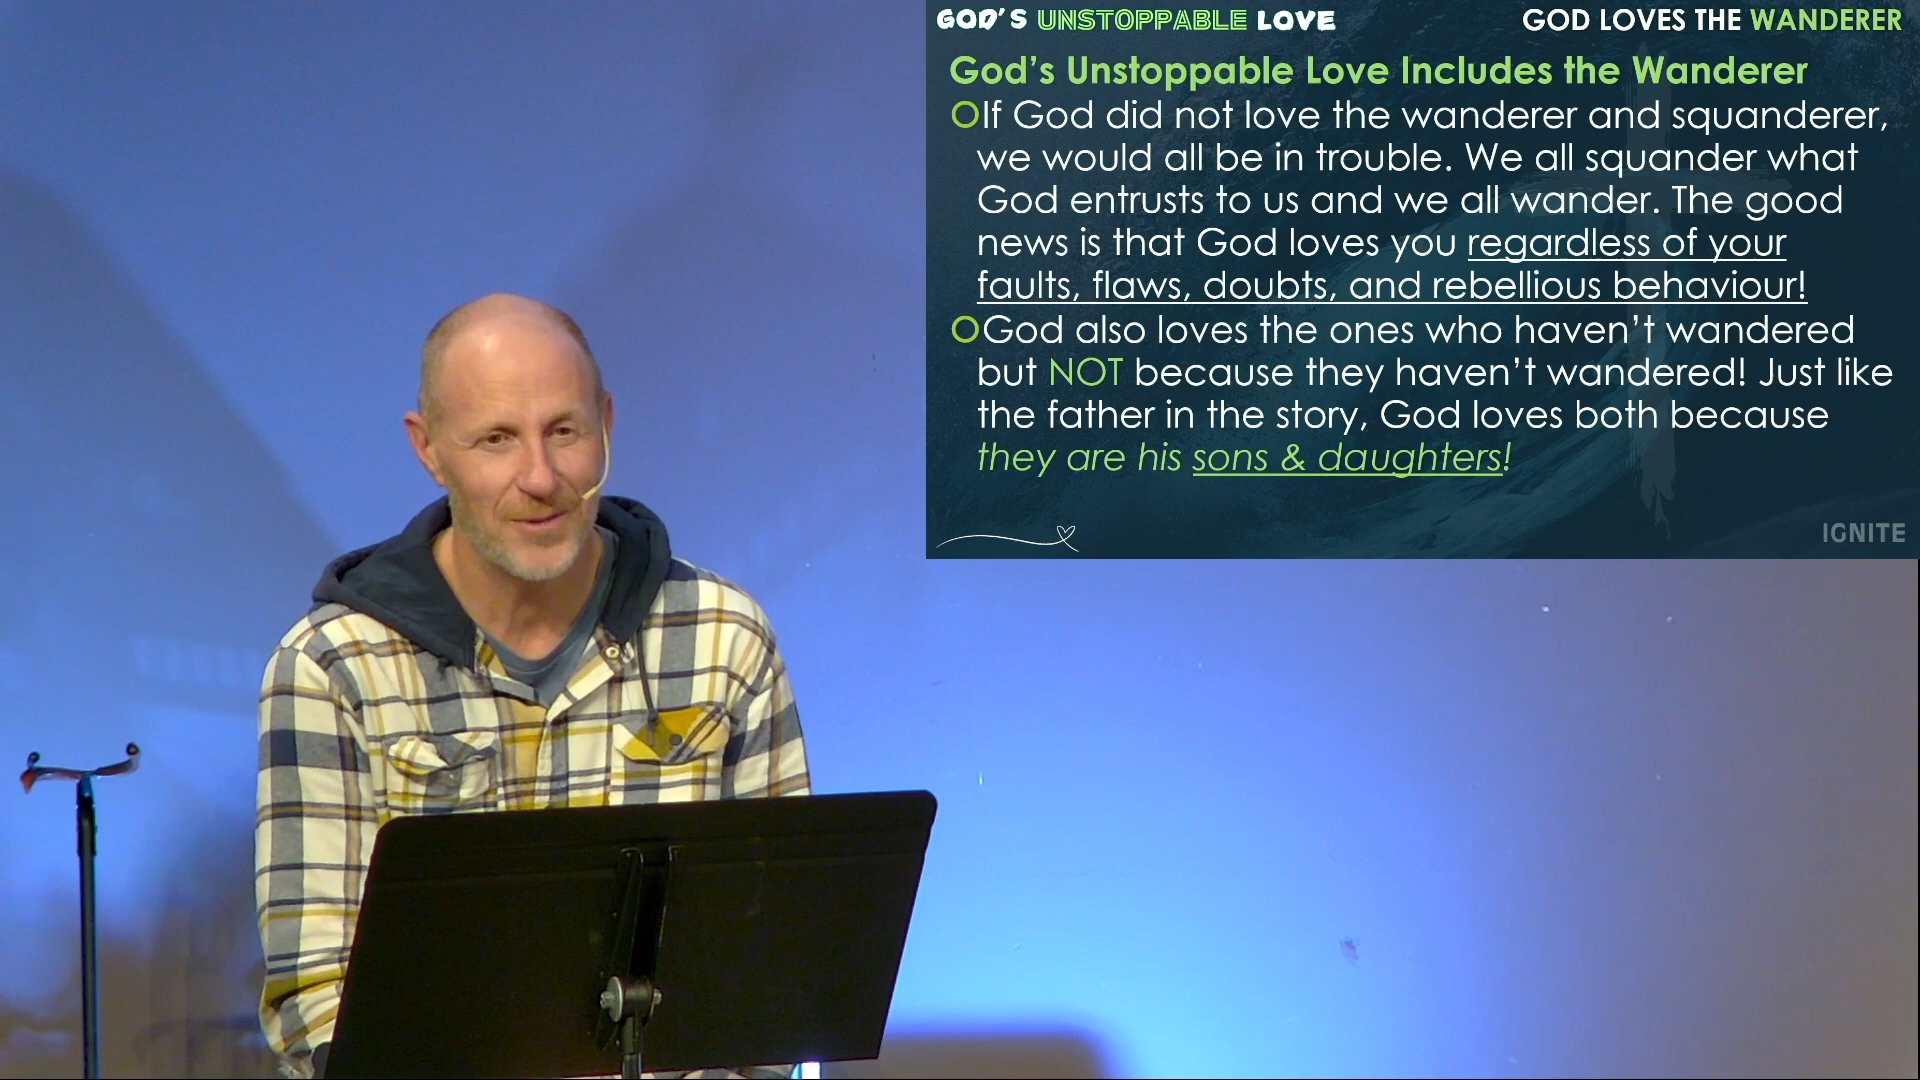 GOD'S UNSTOPPABLE LOVE
GOD LOVES THE WANDERER
God's Unstoppable Love Includes the Wanderer
If God did not love the wanderer and squanderer,
we would all be in trouble. We all squander what
God entrusts to us and we all wander. The good
news is that God loves you regardless of your
faults, flaws, doubts, and rebellious behaviour!
God also loves the ones who haven't wandered
but NOT because they haven't wandered! Just like
the father in the story, God loves both because
they are his sons & daughters!
IGNITE